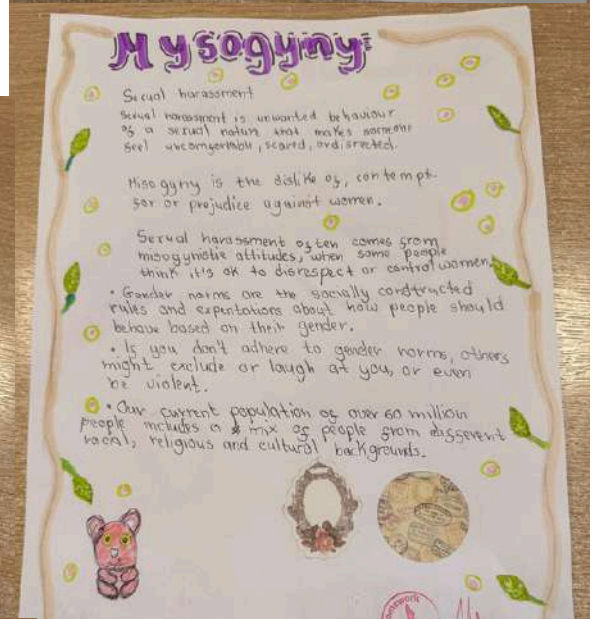 Mysogyny
Sexual harassment
Sexual harassment is unwanted behaviour
of a sexual nature that makes someone
feel uncomfortable, scared, or disrected.
Misogyny is the dislike of, contempt
for or prejudice against women.
Sexual harassment often comes from
misogynistic attitudes, when some people
think it's ok to disrespect or control women.
• Gender norms are the socially constructed
rules and expentations about how people should
behave based on their gender.
• If you don't adhere to gender norms, others
might exclude or laugh at you, or even
be violent.
• Our current population of over 60 million
people includes a mix of people from different
racial, religious and cultural backgrounds.